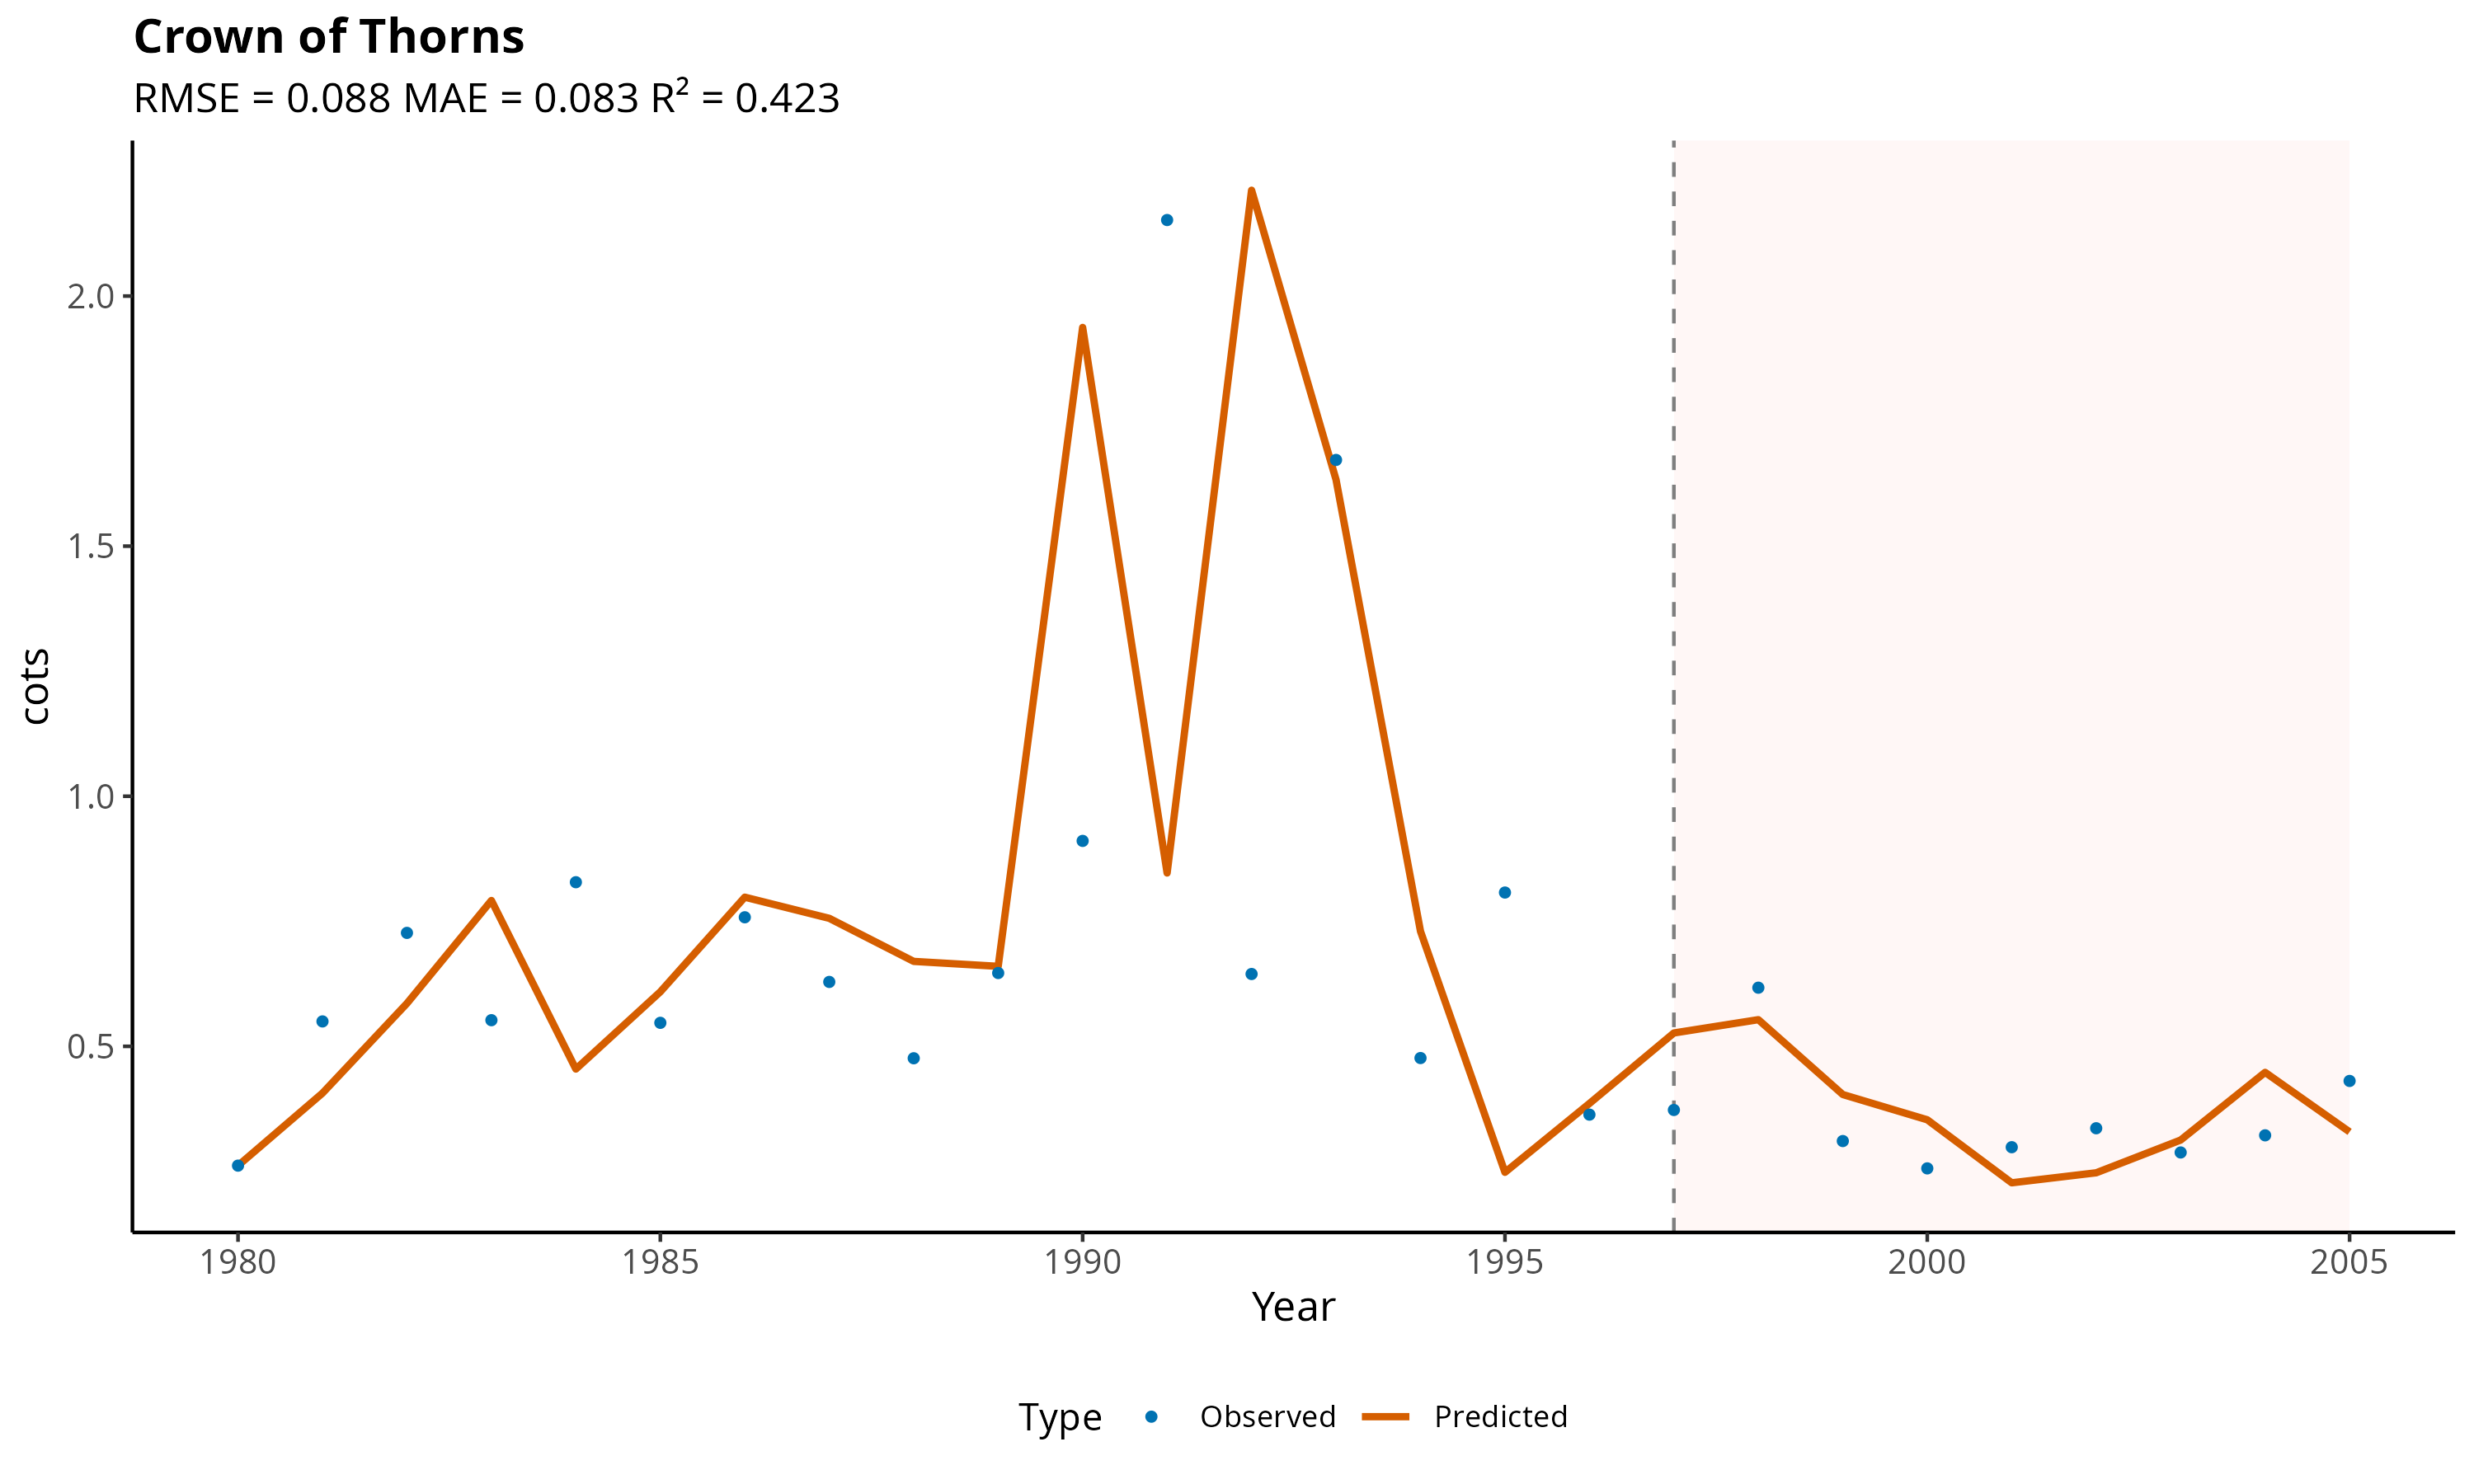 Crown of Thorns
RMSE = 0.088 MAE = 0.083 R² = 0.423
cots
2.0
1.5
1.0
0.5
1980 1985 1990 1995 2000 2005
Year
Type Observed Predicted